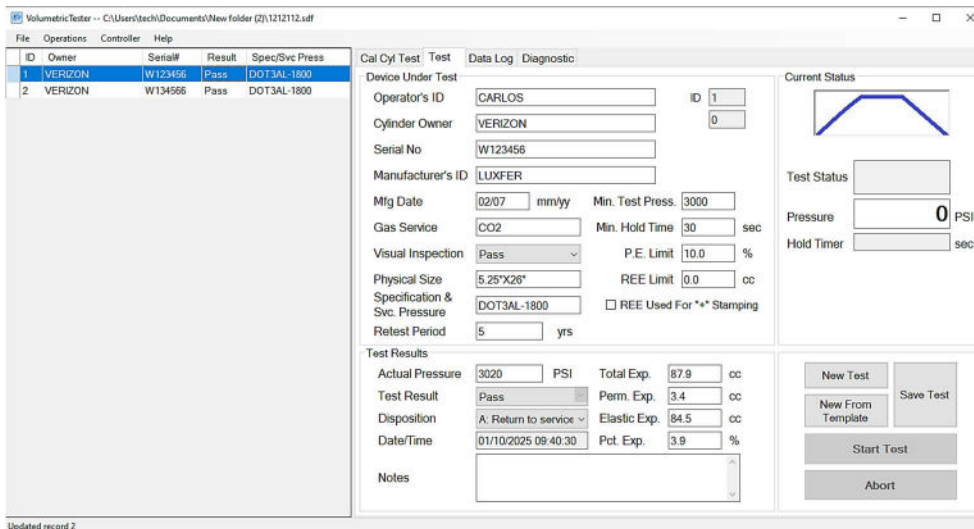 VolumetricTester -- C:\Users\tech\Documents\New folder (2)\1212112.sdf
File Operations Controller Help
ID Owner Serial# Result Spec/Svc Press
1 VERIZON W123456 Pass DOT3AL-1800
2 VERIZON W134566 Pass DOT3AL-1800
Cal Cyl Test Test Data Log Diagnostic
Device Under Test
Operator's ID CARLOS ID 1
Cylinder Owner VERIZON 0
Serial No W123456
Manufacturer's ID LUXFER
Mfg Date 02/07 mm/yy Min. Test Press. 3000
Gas Service CO2 Min. Hold Time 30 sec
Visual Inspection Pass P.E. Limit 10.0 %
Physical Size 5.25"X26" REE Limit 0.0 cc
Specification &
Svc. Pressure DOT3AL-1800 REE Used For "+" Stamping
Retest Period 5 yrs
Test Results
Actual Pressure 3020 PSI Total Exp. 87.9 cc
Test Result Pass Perm. Exp. 3.4 cc
Disposition A: Return to service Elastic Exp. 84.5 cc
Date/Time 01/10/2025 09:40:30 Pct. Exp. 3.9 %
Notes
Current Status
Test Status
Pressure 0 PSI
Hold Timer sec
New Test
Save Test
New From
Template
Start Test
Abort
Updated record 2